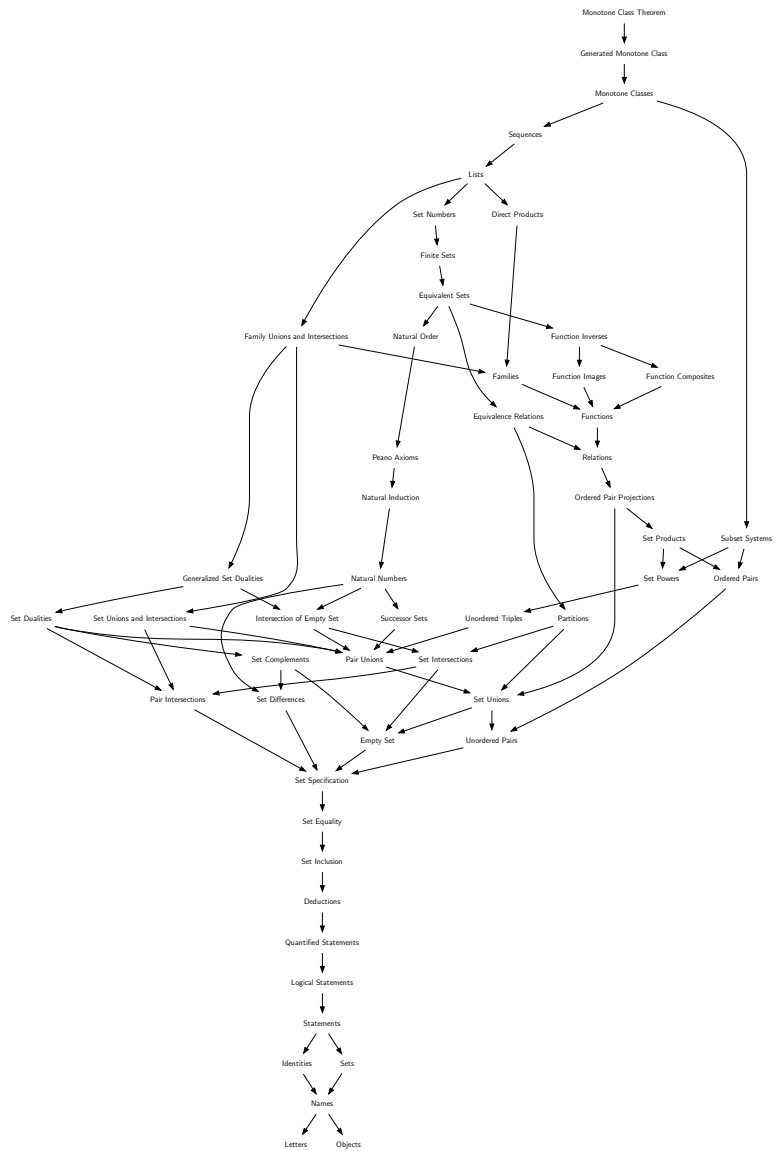 Monotone Class Theorem
Generated Monotone Class
Monotone Classes
Sequences
Lists
Set Numbers
Direct Products
Finite Sets
Equivalent Sets
Family Unions and Intersections
Natural Order
Function Inverses
Families
Function Images
Function Composites
Equivalence Relations
Functions
Peano Axioms
Relations
Natural Induction
Ordered Pair Projections
Set Products
Subset Systems
Generalized Set Dualities
Natural Numbers
Set Powers
Ordered Pairs
Set Dualities
Set Unions and Intersections
Intersection of Empty Set
Successor Sets
Unordered Triples
Partitions
Set Complements
Pair Unions
Set Intersections
Pair Intersections
Set Differences
Set Unions
Empty Set
Unordered Pairs
Set Specification
Set Equality
Set Inclusion
Deductions
Quantified Statements
Logical Statements
Statements
Identities
Sets
Names
Letters
Objects